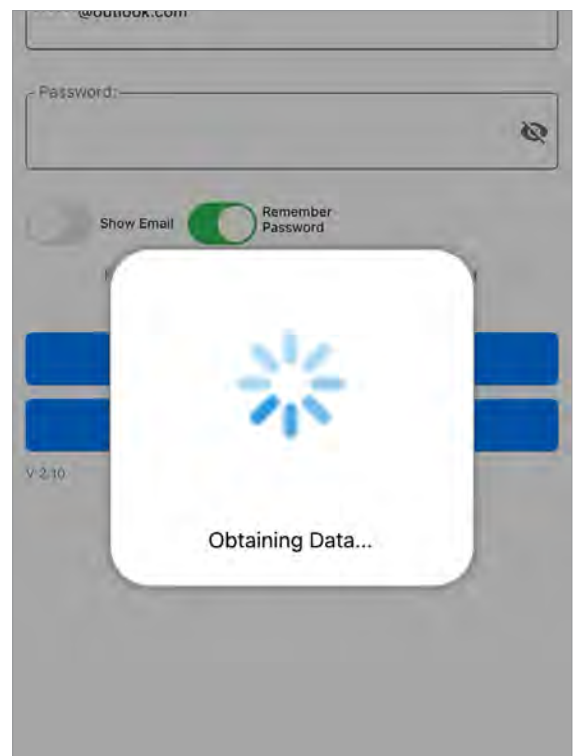 @outlook.com
Password:
Show Email
Remember
Password
V 2.10
Obtaining Data...